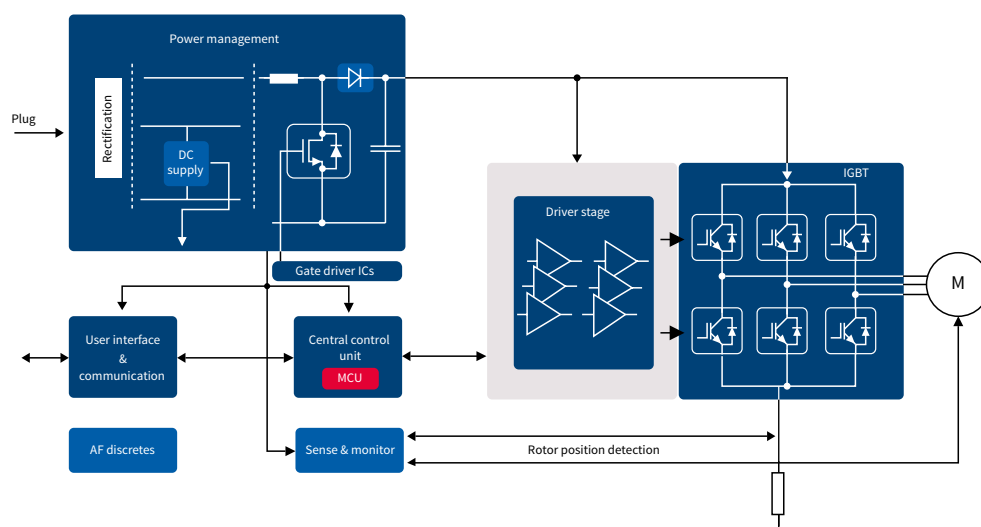 Power management
Plug
Rectification
DC
supply
IGBT
Driver stage
Gate driver ICs
M
User interface
&
communication
Central control
unit
MCU
AF discretes
Sense & monitor
Rotor position detection